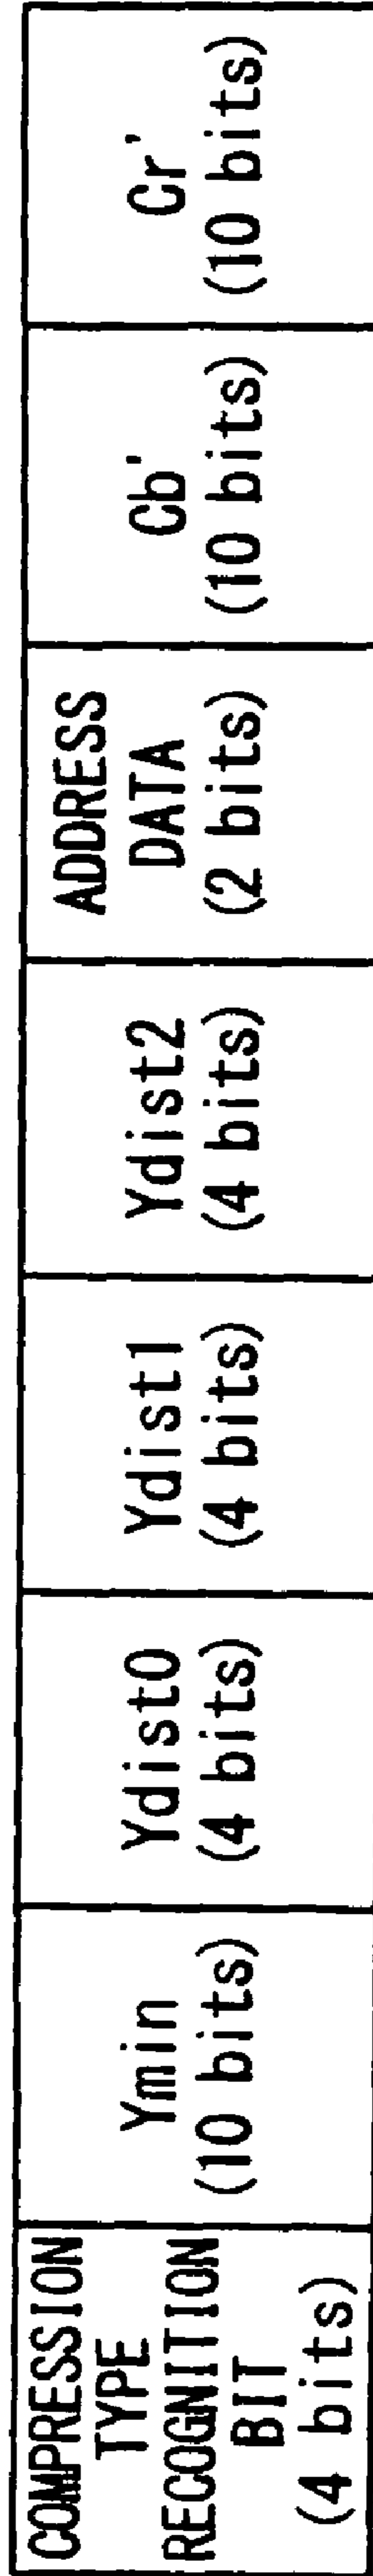 COMPRESSION
TYPE
RECOGNITION
BIT
(4 bits)
Ymin
(10 bits)
Ydist0
(4 bits)
Ydist1
(4 bits)
Ydist2
(4 bits)
ADDRESS
DATA
(2 bits)
Cb'
(10 bits)
Cr'
(10 bits)